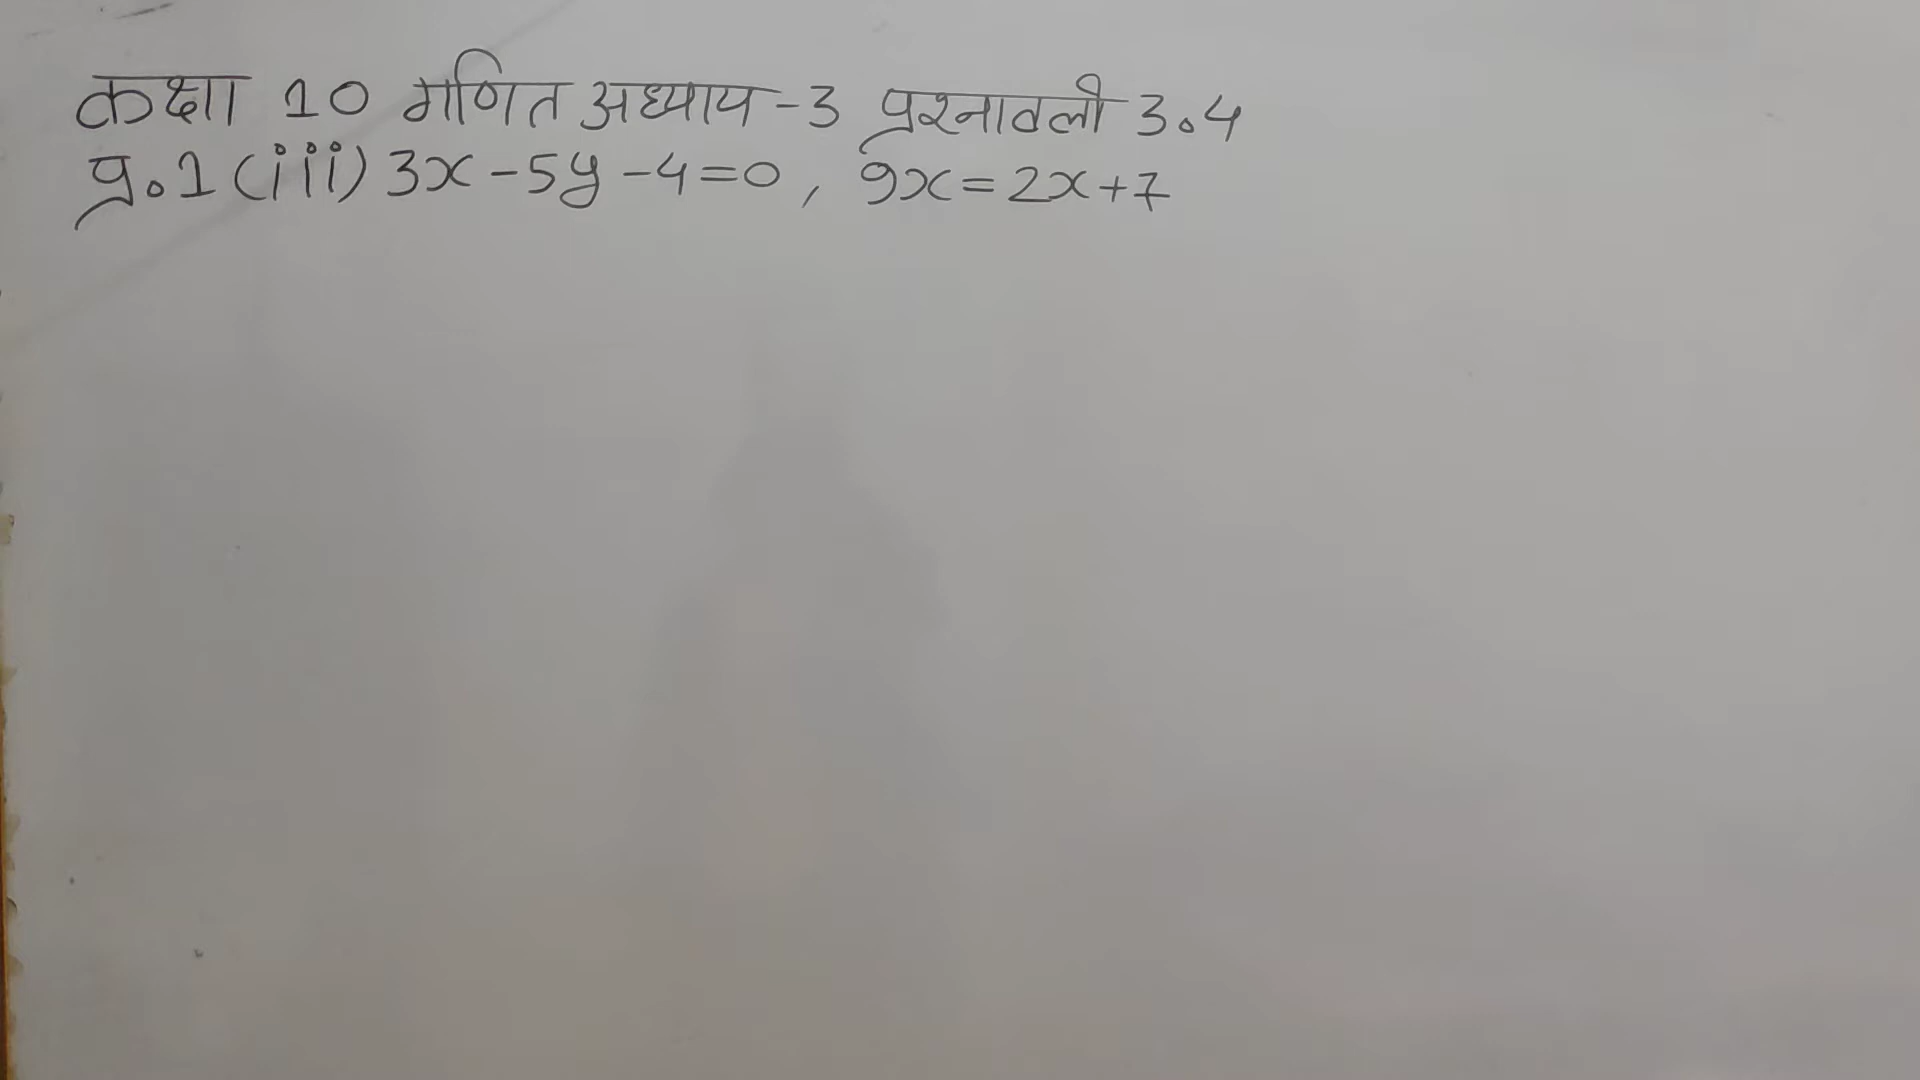 कक्षा 10 गणित अध्याय -3 प्रश्नावली 3.4
प्र.1 (iii) 3x - 5y - 4 = 0 , 9x = 2x + 7